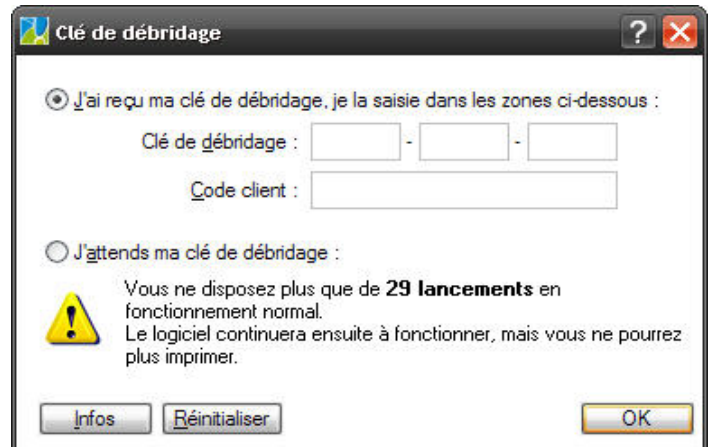 Clé de débridage
J'ai reçu ma clé de débridage, je la saisie dans les zones ci-dessous :
Clé de débridage : - -
Code client :
J'attends ma clé de débridage :
Vous ne disposez plus que de 29 lancements en
fonctionnement normal.
Le logiciel continuera ensuite à fonctionner, mais vous ne pourrez
plus imprimer.
Infos Réinitialiser OK